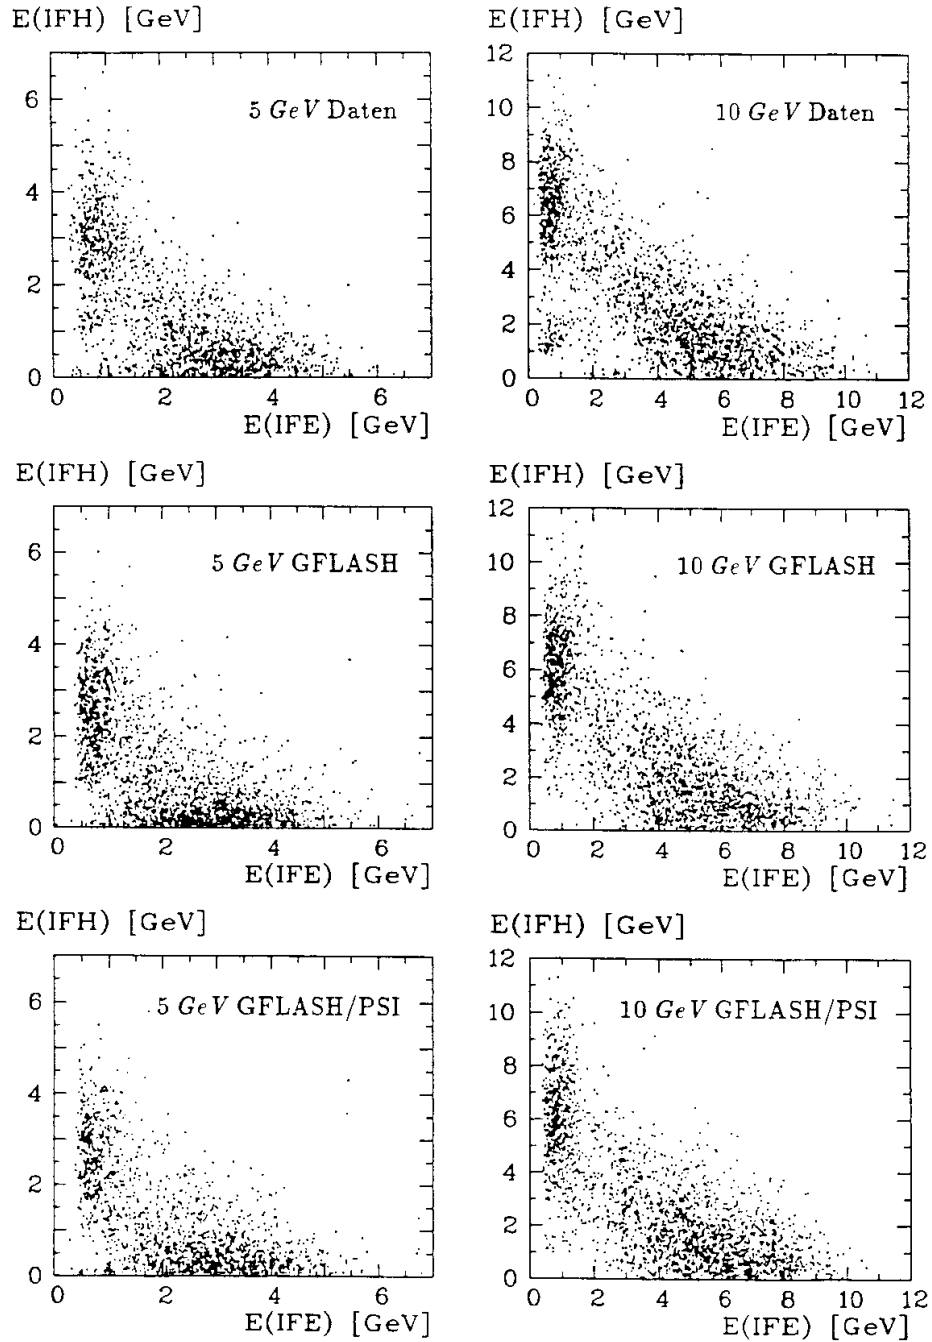 E(IFH) [GeV]
5 GeV Daten
6
4
2
0
0 2 4 6
E(IFE) [GeV]
E(IFH) [GeV]
10 GeV Daten
12
10
8
6
4
2
0
0 2 4 6 8 10 12
E(IFE) [GeV]
E(IFH) [GeV]
5 GeV GFLASH
6
4
2
0
0 2 4 6
E(IFE) [GeV]
E(IFH) [GeV]
10 GeV GFLASH
12
10
8
6
4
2
0
0 2 4 6 8 10 12
E(IFE) [GeV]
E(IFH) [GeV]
5 GeV GFLASH/PSI
6
4
2
0
0 2 4 6
E(IFE) [GeV]
E(IFH) [GeV]
10 GeV GFLASH/PSI
12
10
8
6
4
2
0
0 2 4 6 8 10 12
E(IFE) [GeV]